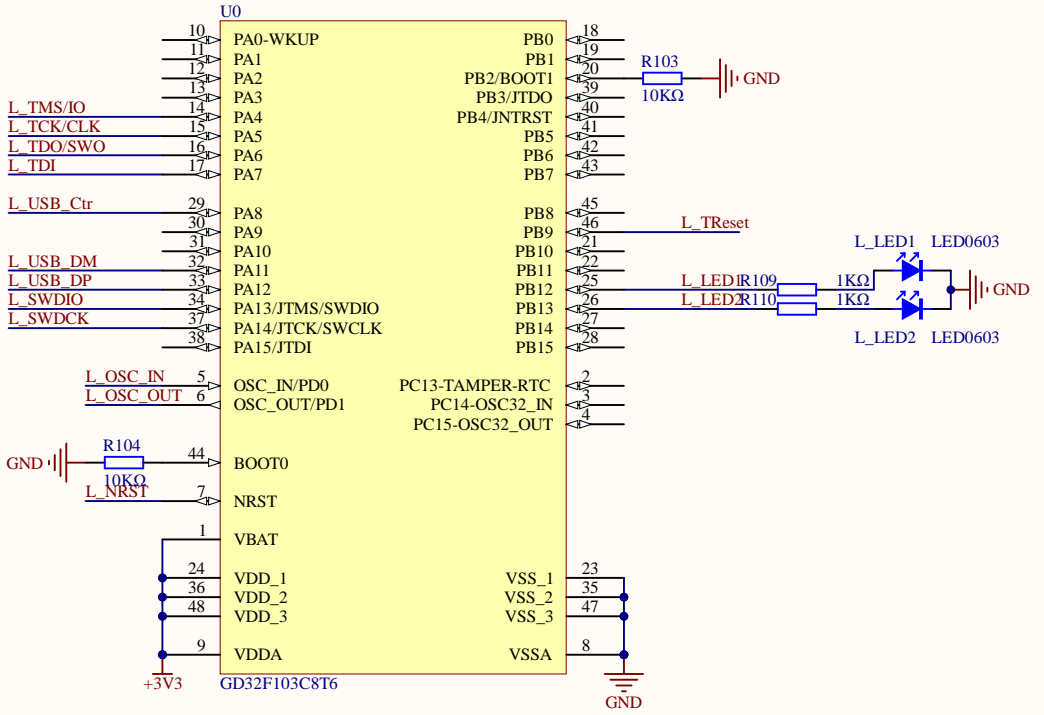 U0
10 PA0-WKUP PB0 18
11 PA1 PB1 19
12 PA2 PB2/BOOT1 20 R103 10KΩ GND
13 PA3 PB3/JTDO 39
L_TMS/IO 14 PA4 PB4/JNTRST 40
L_TCK/CLK 15 PA5 PB5 41
L_TDO/SWO 16 PA6 PB6 42
L_TDI 17 PA7 PB7 43
L_USB_Ctr 29 PA8 PB8 45
30 PA9 PB9 46 L_TReset
31 PA10 PB10 21 L_LED1 LED0603
L_USB_DM 32 PA11 PB11 22
L_USB_DP 33 PA12 PB12 25 L_LED1 R109 1KΩ GND
L_SWDIO 34 PA13/JTMS/SWDIO PB13 26 L_LED2 R110 1KΩ
L_SWDCK 37 PA14/JTCK/SWCLK PB14 27 L_LED2 LED0603
38 PA15/JTDI PB15 28
L_OSC_IN 5 OSC_IN/PD0 PC13-TAMPER-RTC 2
L_OSC_OUT 6 OSC_OUT/PD1 PC14-OSC32_IN 3
PC15-OSC32_OUT 4
R104
GND 44 BOOT0
10KΩ
L_NRST 7 NRST
1 VBAT
24 VDD_1 VSS_1 23
36 VDD_2 VSS_2 35
48 VDD_3 VSS_3 47
9 VDDA VSSA 8
+3V3 GD32F103C8T6
GND